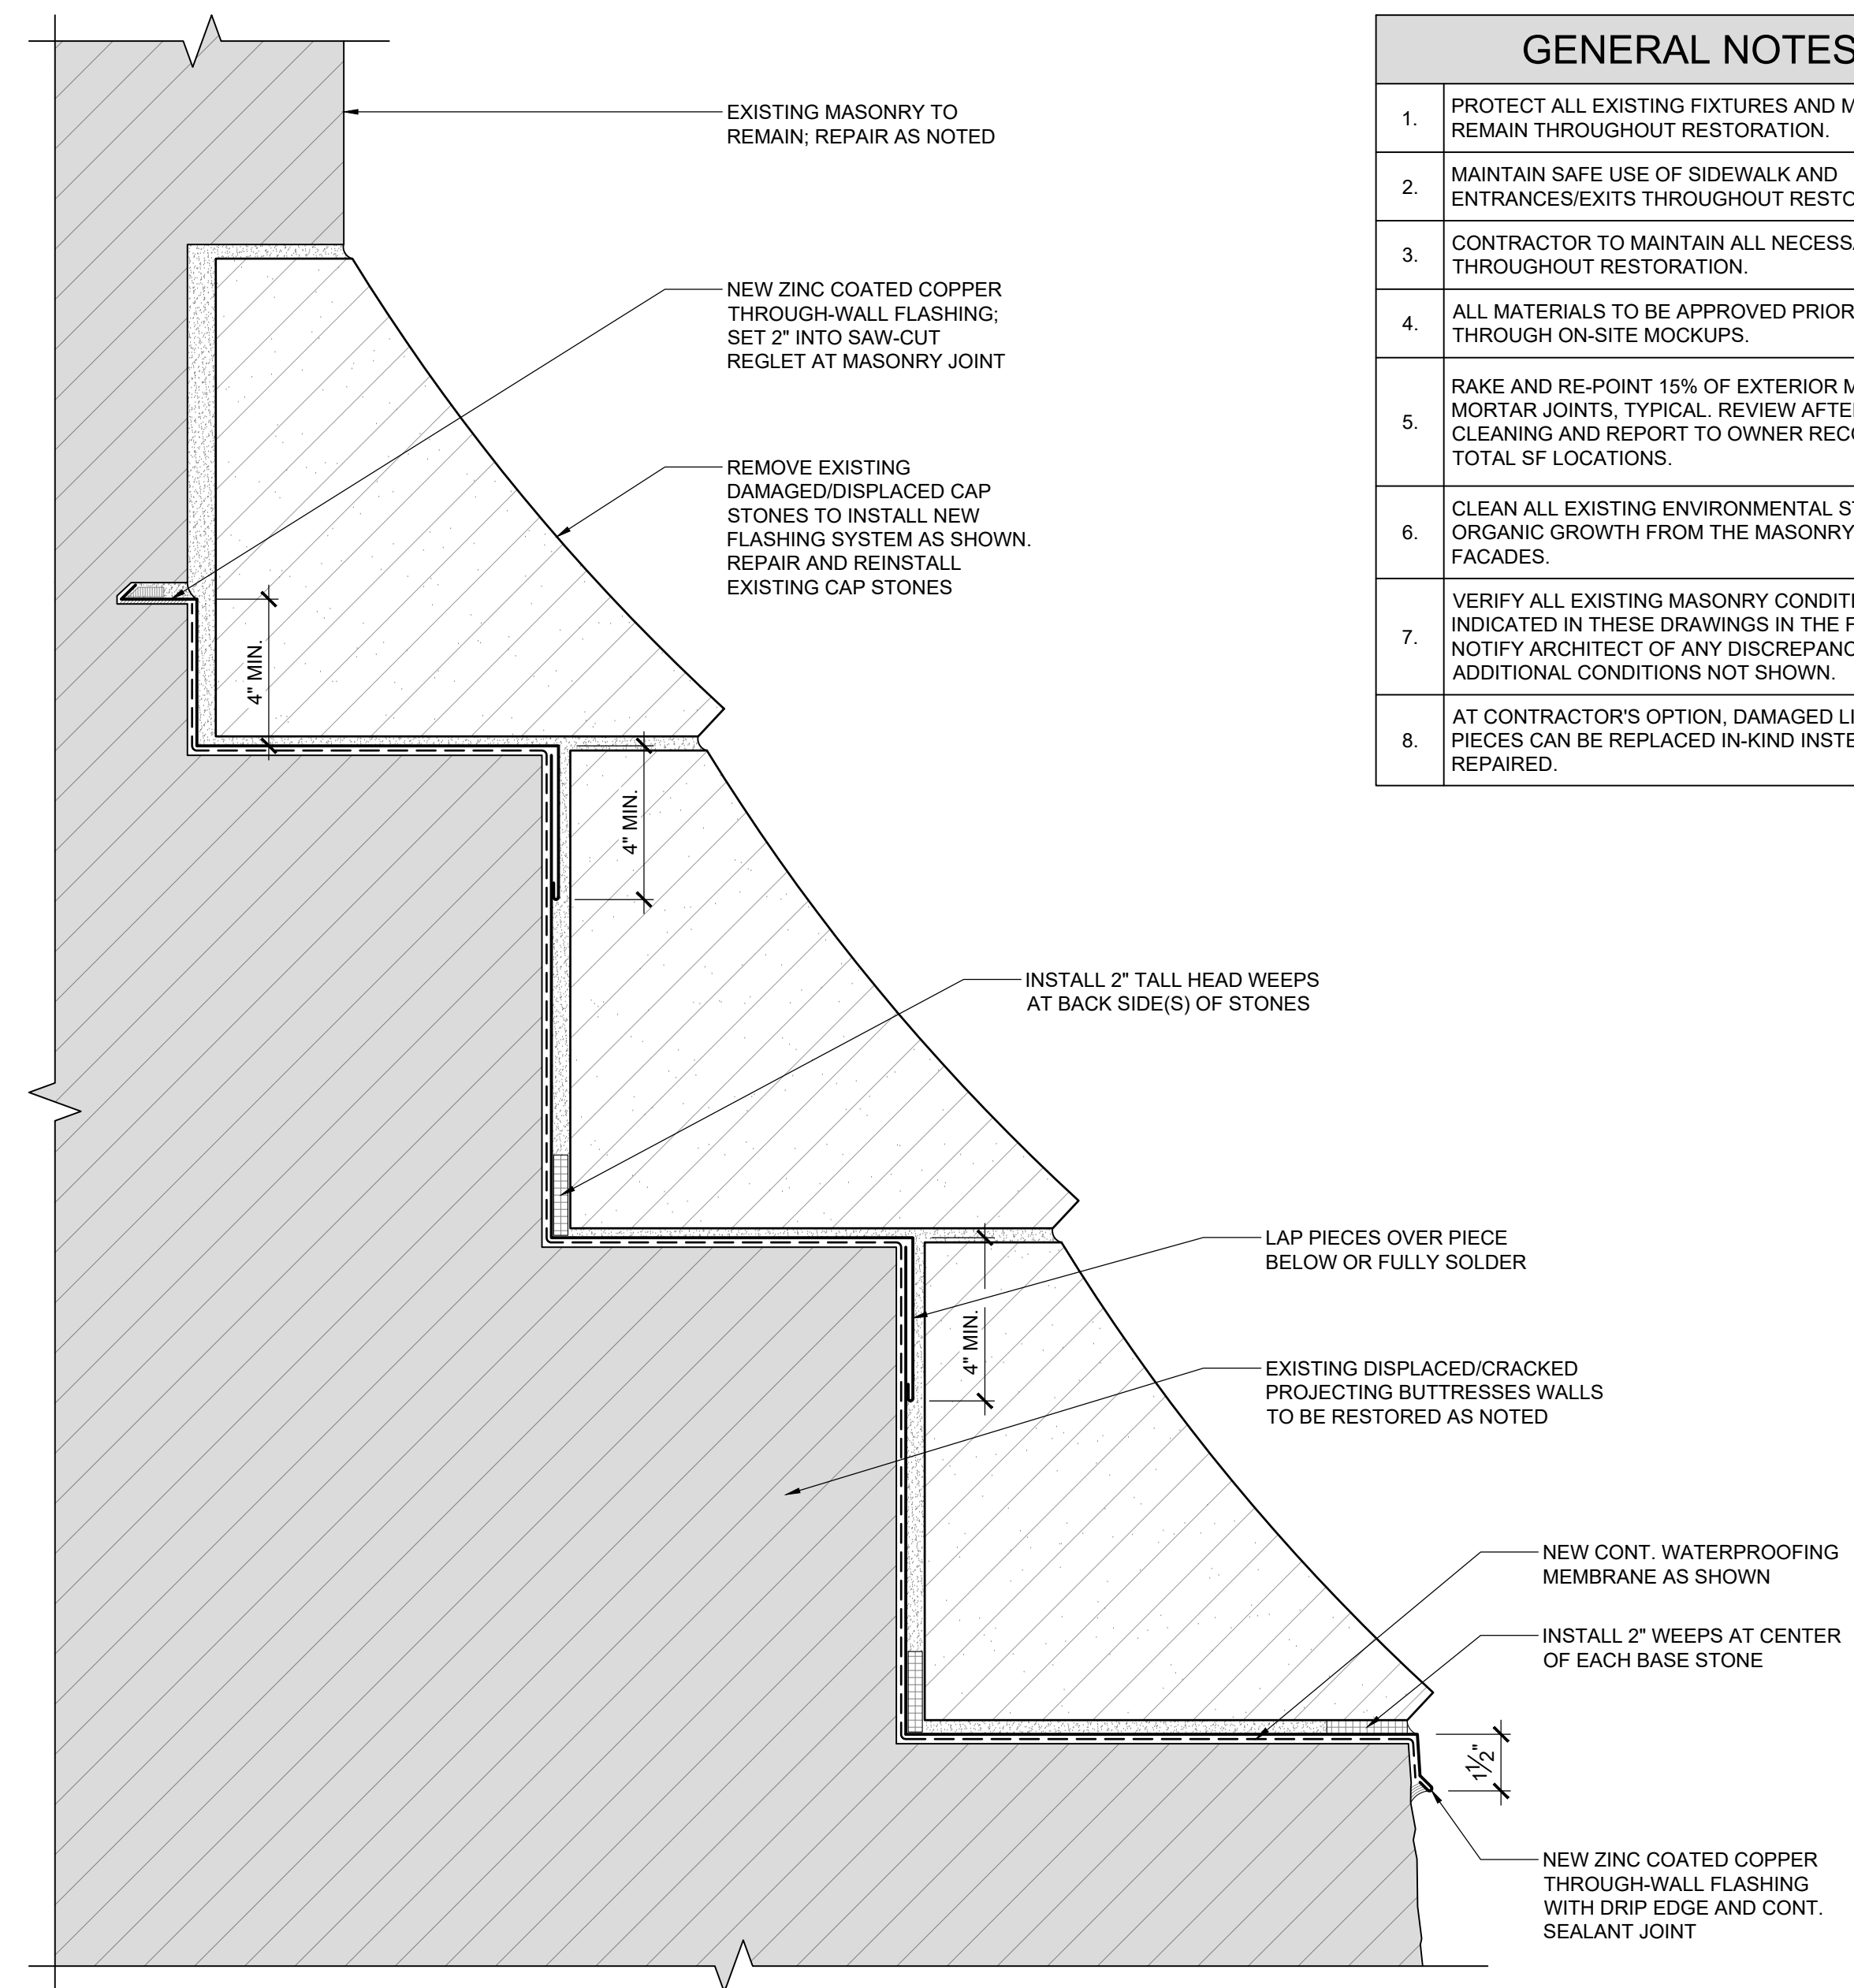 EXISTING MASONRY TO
REMAIN; REPAIR AS NOTED
NEW ZINC COATED COPPER
THROUGH-WALL FLASHING;
SET 2" INTO SAW-CUT
REGLET AT MASONRY JOINT
REMOVE EXISTING
DAMAGED/DISPLACED CAP
STONES TO INSTALL NEW
FLASHING SYSTEM AS SHOWN.
REPAIR AND REINSTALL
EXISTING CAP STONES
4" MIN.
4" MIN.
INSTALL 2" TALL HEAD WEEPS
AT BACK SIDE(S) OF STONES
LAP PIECES OVER PIECE
BELOW OR FULLY SOLDER
4" MIN.
EXISTING DISPLACED/CRACKED
PROJECTING BUTTRESSES WALLS
TO BE RESTORED AS NOTED
NEW CONT. WATERPROOFING
MEMBRANE AS SHOWN
INSTALL 2" WEEPS AT CENTER
OF EACH BASE STONE
1½"
NEW ZINC COATED COPPER
THROUGH-WALL FLASHING
WITH DRIP EDGE AND CONT.
SEALANT JOINT
GENERAL NOTES
1. PROTECT ALL EXISTING FIXTURES AND
REMAIN THROUGHOUT RESTORATION.
2. MAINTAIN SAFE USE OF SIDEWALK AND
ENTRANCES/EXITS THROUGHOUT
3. CONTRACTOR TO MAINTAIN ALL
THROUGHOUT RESTORATION.
4. ALL MATERIALS TO BE APPROVED PRIOR
THROUGH ON-SITE MOCKUPS.
5. RAKE AND RE-POINT 15% OF EXTERIOR
MORTAR JOINTS, TYPICAL. REVIEW
CLEANING AND REPORT TO OWNER
TOTAL SF LOCATIONS.
6. CLEAN ALL EXISTING ENVIRONMENTAL
ORGANIC GROWTH FROM THE MASONRY
FACADES.
7. VERIFY ALL EXISTING MASONRY
INDICATED IN THESE DRAWINGS IN THE
NOTIFY ARCHITECT OF ANY
ADDITIONAL CONDITIONS NOT SHOWN.
8. AT CONTRACTOR'S OPTION, DAMAGED
PIECES CAN BE REPLACED IN-KIND
REPAIRED.